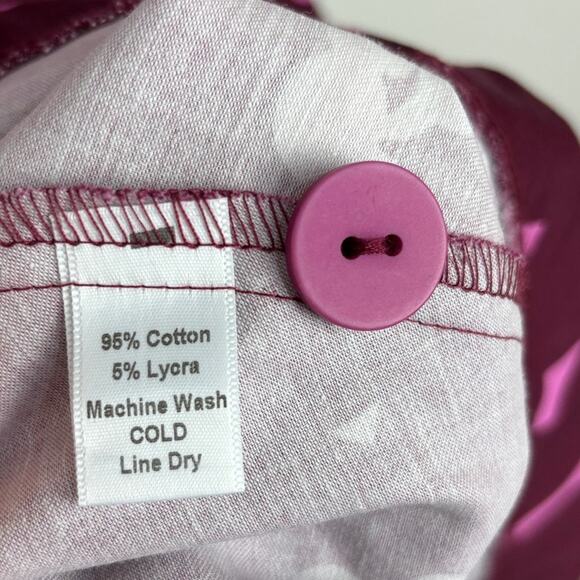 95% Cotton
5% Lycra
Machine Wash
COLD
Line Dry